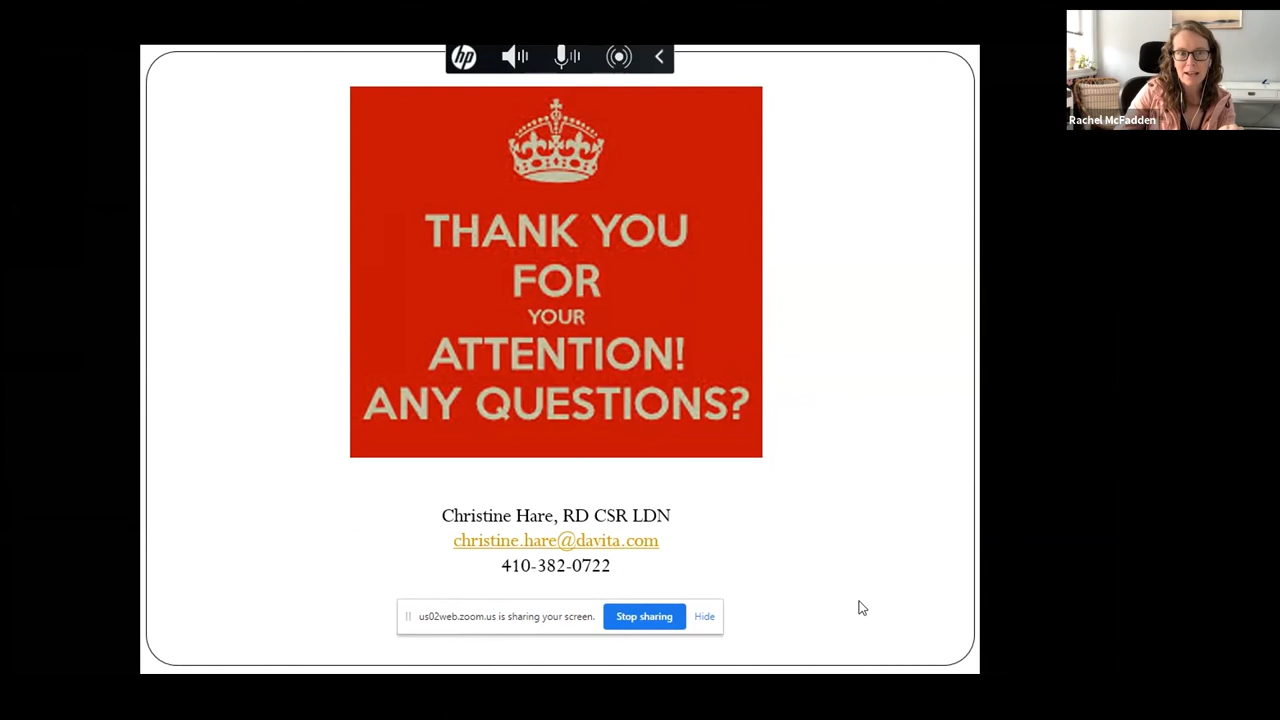 hp
Rachel McFadden
THANK YOU
FOR
YOUR
ATTENTION!
ANY QUESTIONS?
Christine Hare, RD CSR LDN
christine.hare@davita.com
410-382-0722
us02web.zoom.us is sharing your screen. Stop sharing Hide